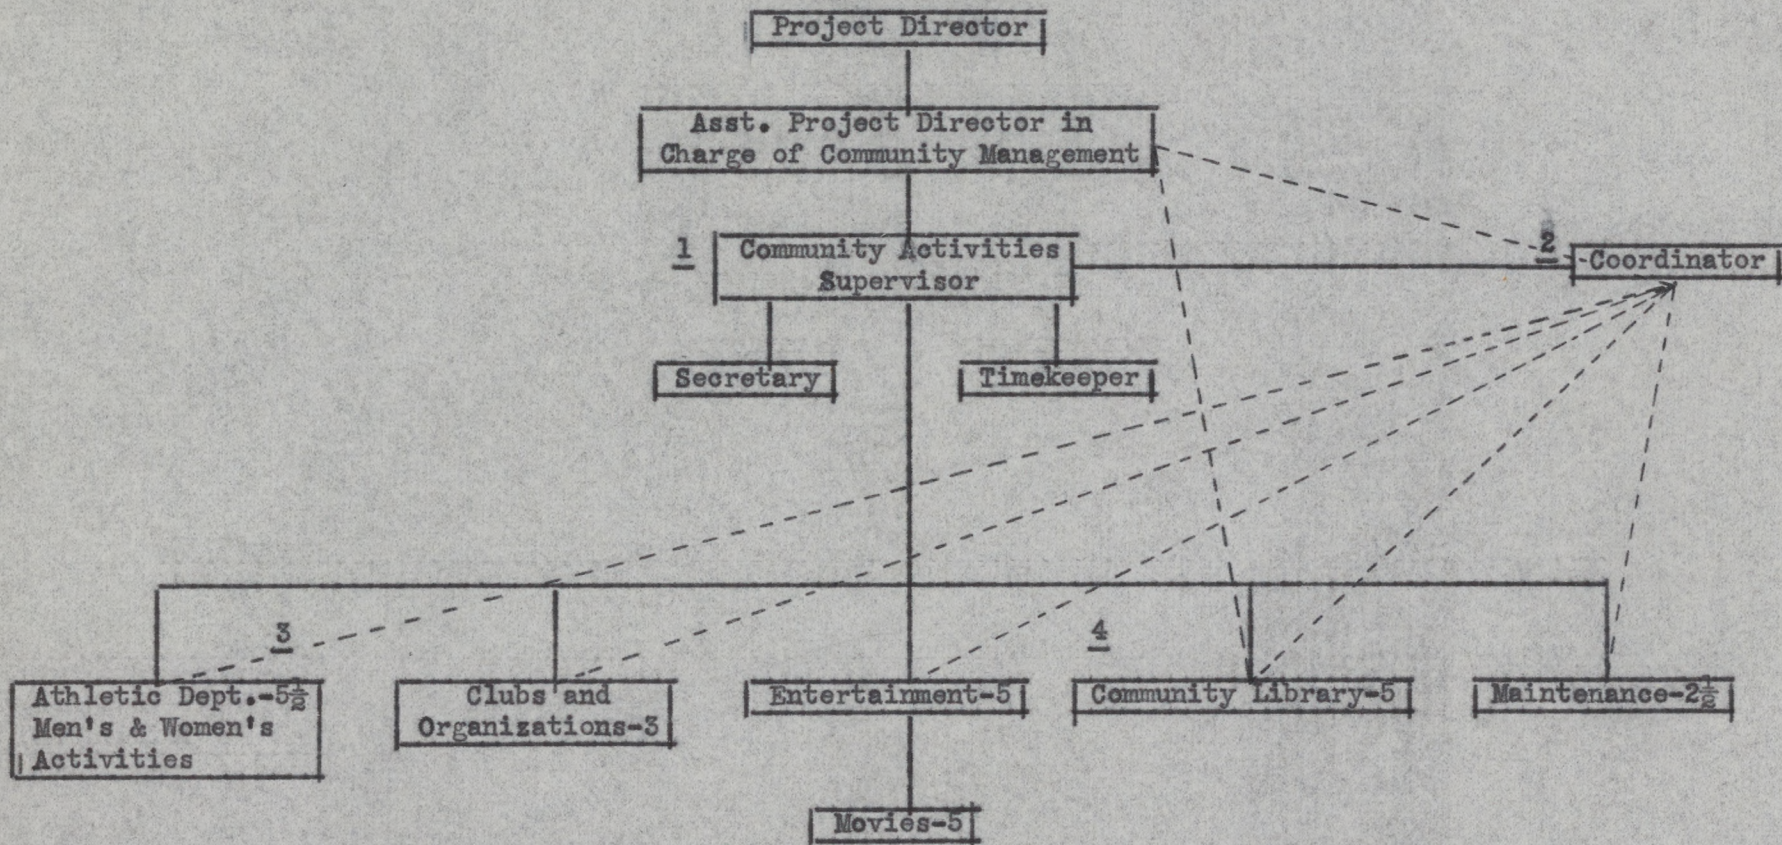 Project Director
Asst. Project Director in
Charge of Community Management
1
Community Activities
Supervisor
2
Coordinator
Secretary
Timekeeper
3
4
Athletic Dept.-5½
Men's & Women's
Activities
Clubs and
Organizations-3
Entertainment-5
Community Library-5
Maintenance-2½
Movies-5